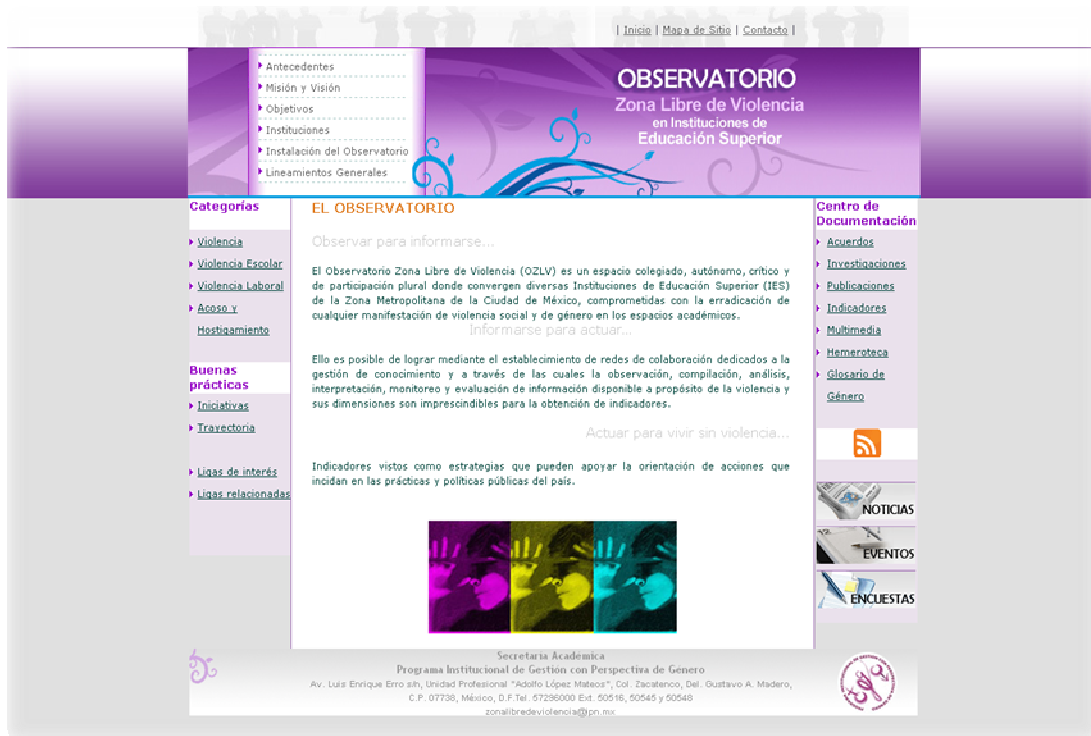 | Inicio | Mapa de Sitio | Contacto |
Antecedentes
Misión y Visión
Objetivos
Instituciones
Instalación del Observatorio
Lineamientos Generales
OBSERVATORIO
Zona Libre de Violencia
en Instituciones de
Educación Superior
Categorías
Violencia
Violencia Escolar
Violencia Laboral
Acoso y
Hostigamiento
Buenas
prácticas
Iniciativas
Trayectoria
Ligas de interés
Ligas relacionadas
EL OBSERVATORIO
Observar para informarse...
El Observatorio Zona Libre de Violencia (OZLV) es un espacio colegiado, autónomo, crítico y
de participación plural donde convergen diversas Instituciones de Educación Superior (IES)
de la Zona Metropolitana de la Ciudad de México, comprometidas con la erradicación de
cualquier manifestación de violencia social y de género en los espacios académicos.
Informarse para actuar...
Ello es posible de lograr mediante el establecimiento de redes de colaboración dedicados a la
gestión de conocimiento y a través de las cuales la observación, compilación, análisis,
interpretación, monitoreo y evaluación de información disponible a propósito de la violencia y
sus dimensiones son imprescindibles para la obtención de indicadores.
Actuar para vivir sin violencia...
Indicadores vistos como estrategias que pueden apoyar la orientación de acciones que
incidan en las prácticas y políticas públicas del país.
Centro de
Documentación
Acuerdos
Investigaciones
Publicaciones
Indicadores
Multimedia
Hemeroteca
Glosario de
Género
NOTICIAS
EVENTOS
ENCUESTAS
Secretaría Académica
Programa Institucional de Gestión con Perspectiva de Género
Av. Luis Enrique Erro s/n, Unidad Profesional "Adolfo López Mateos", Col. Zacatenco, Del. Gustavo A. Madero,
C.P. 07738, México, D.F.Tel. 57296000 Ext. 50516, 50545 y 50548
zonalibredeviolencia@ipn.mx